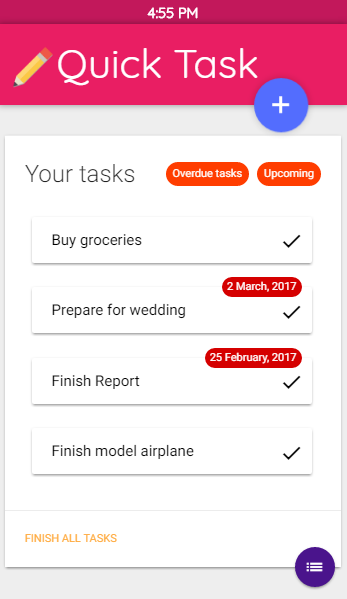 4:55 PM
Quick Task
Your tasks
Overdue tasks
Upcoming
Buy groceries
2 March, 2017
Prepare for wedding
25 February, 2017
Finish Report
Finish model airplane
FINISH ALL TASKS